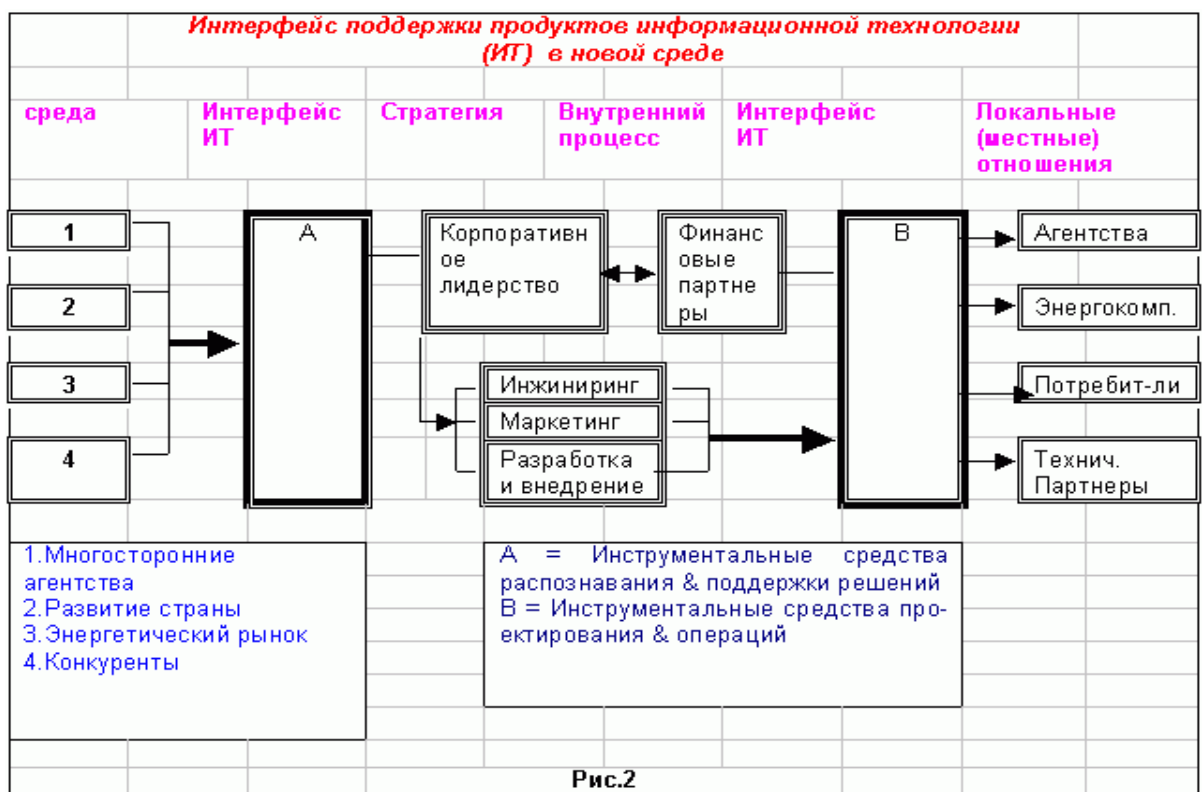 Интерфейс поддержки продуктов информационной технологии
(ИТ) в новой среде
среда
Интерфейс
ИТ
Стратегия
Внутренний
процесс
Интерфейс
ИТ
Локальные
(местные)
отношения
1
2
3
4
A
Корпоративн
ое
лидерство
Финанс
овые
партне
ры
Инжиниринг
Маркетинг
Разработка
и внедрение
B
Агентства
Энергокомп.
Потребит-ли
Технич.
Партнеры
1.Многосторонние
агентства
2.Развитие страны
3.Энергетический рынок
4.Конкуренты
A = Инструментальные средства
распознавания & поддержки решений
B = Инструментальные средства про-
ектирования & операций
Рис.2